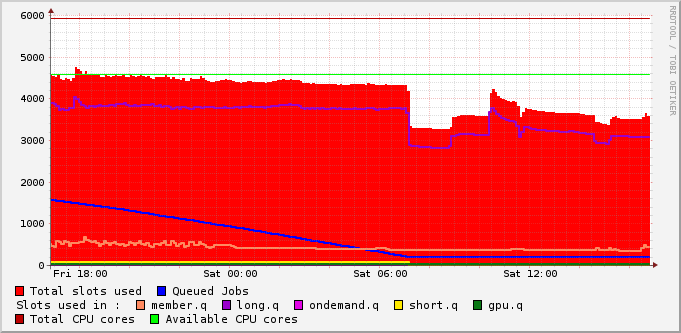 RRDTOOL / TOBI OETIKER
6000
5000
4000
3000
2000
1000
0
Fri 18:00 Sat 00:00 Sat 06:00 Sat 12:00
Total slots used Queued Jobs
Slots used in : member.q long.q ondemand.q short.q gpu.q
Total CPU cores Available CPU cores